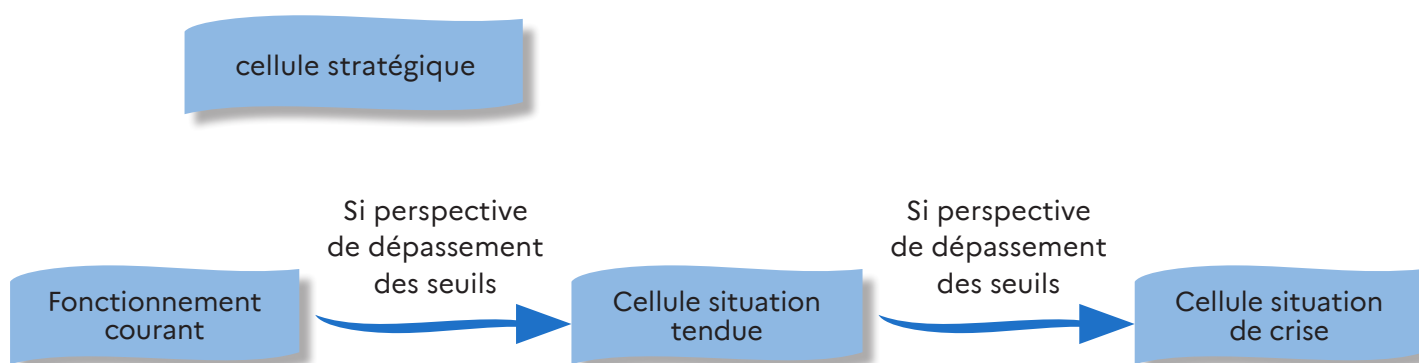 cellule stratégique
Si perspective
de dépassement
des seuils
Si perspective
de dépassement
des seuils
Fonctionnement
courant
Cellule situation
tendue
Cellule situation
de crise